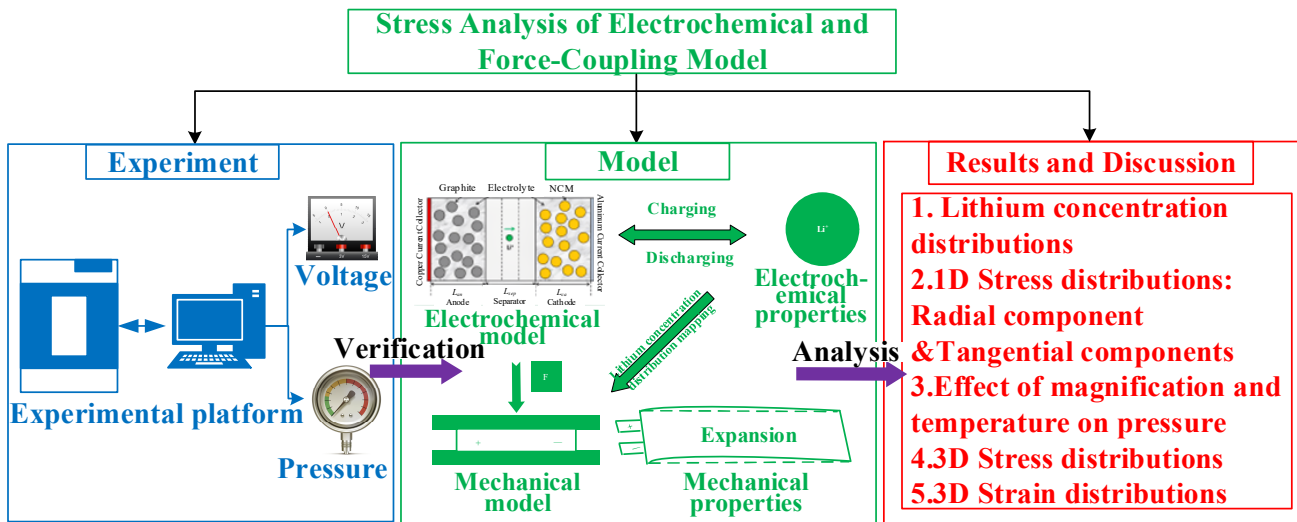 Stress Analysis of Electrochemical and
Force-Coupling Model
Experiment
V
Voltage
Experimental platform
Pressure
Verification
Model
Graphite
Electrolyte
NCM
Copper Current Collector
Aluminum Current Collector
Li⁺
Anode
Separator
Cathode
Electrochemical
model
Charging
Discharging
Li⁺
Electroch-
emical
properties
Lithium concentration
distribution mapping
F
+
—
Mechanical
model
+
Expansion
Mechanical
properties
Analysis
Results and Discussion
1. Lithium concentration
distributions
2.1D Stress distributions:
Radial component
&Tangential components
3.Effect of magnification and
temperature on pressure
4.3D Stress distributions
5.3D Strain distributions